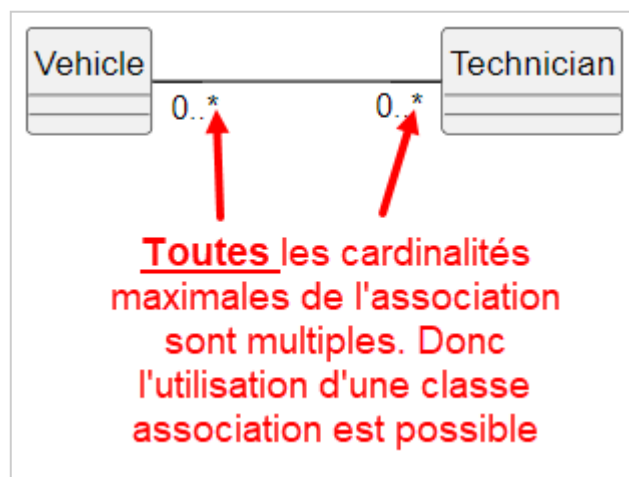 Vehicle Technician
0..* 0..*
Toutes les cardinalités
maximales de l'association
sont multiples. Donc
l'utilisation d'une classe
association est possible